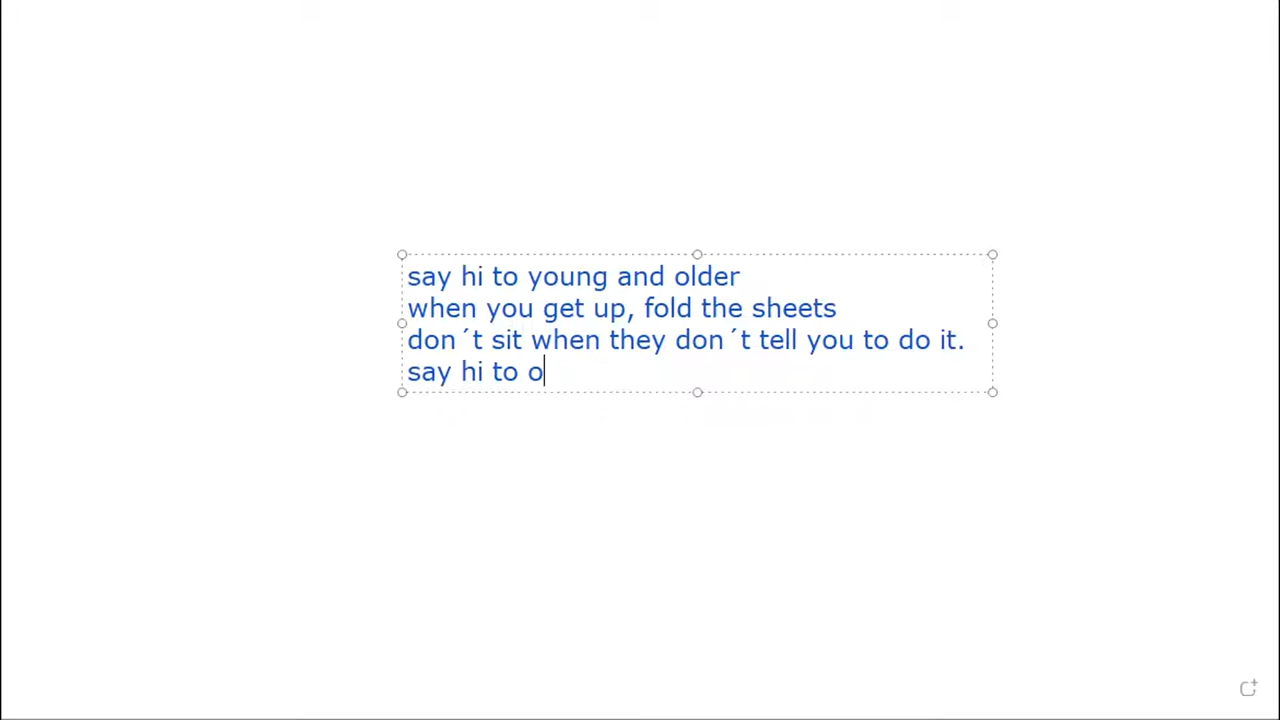 say hi to young and older
when you get up, fold the sheets
don´t sit when they don´t tell you to do it.
say hi to o